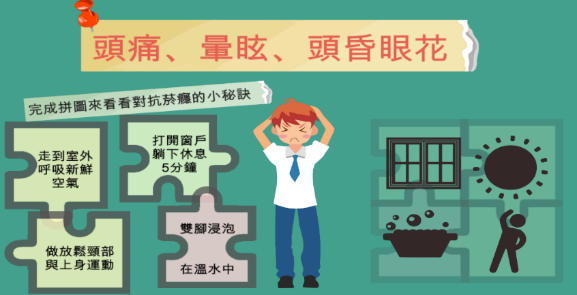 頭痛、暈眩、頭昏眼花
完成拼圖來看看對抗菸癮的小秘訣
走到室外
呼吸新鮮
空氣
打開窗戶
躺下休息
5分鐘
做放鬆頸部
與上身運動
雙腳浸泡
在溫水中